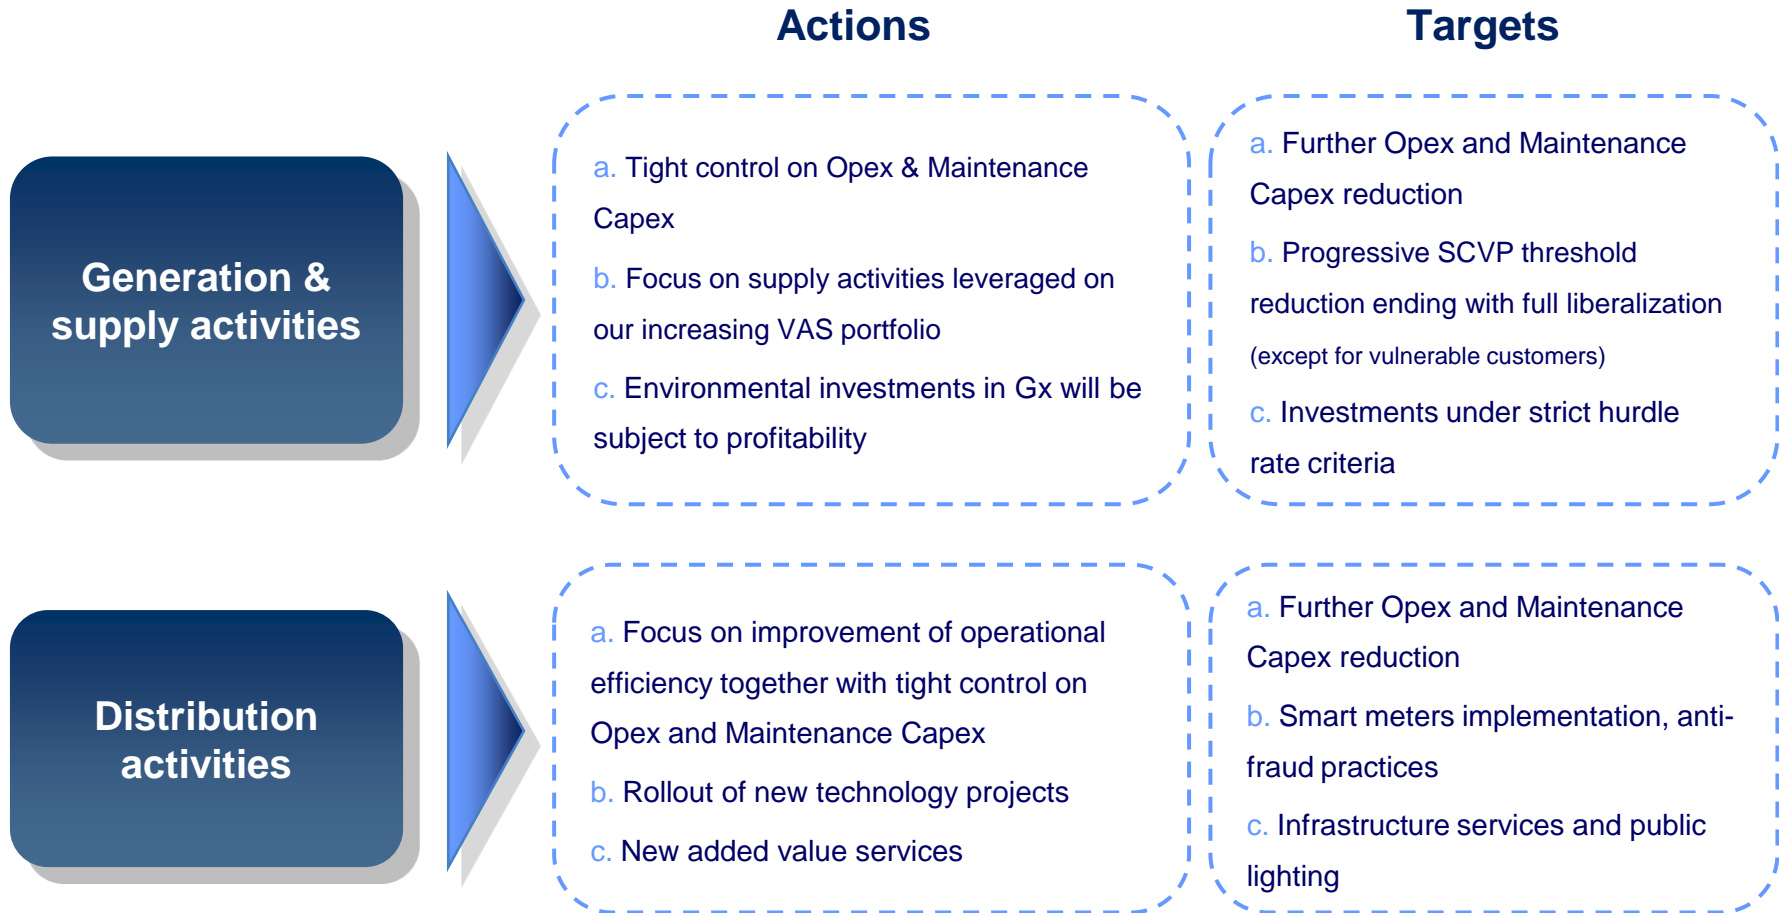 Actions
Targets
Generation &
supply activities
a. Tight control on Opex & Maintenance
Capex
b. Focus on supply activities leveraged on
our increasing VAS portfolio
c. Environmental investments in Gx will be
subject to profitability
a. Further Opex and Maintenance
Capex reduction
b. Progressive SCVP threshold
reduction ending with full liberalization
(except for vulnerable customers)
c. Investments under strict hurdle
rate criteria
Distribution
activities
a. Focus on improvement of operational
efficiency together with tight control on
Opex and Maintenance Capex
b. Rollout of new technology projects
c. New added value services
a. Further Opex and Maintenance
Capex reduction
b. Smart meters implementation, anti-
fraud practices
c. Infrastructure services and public
lighting